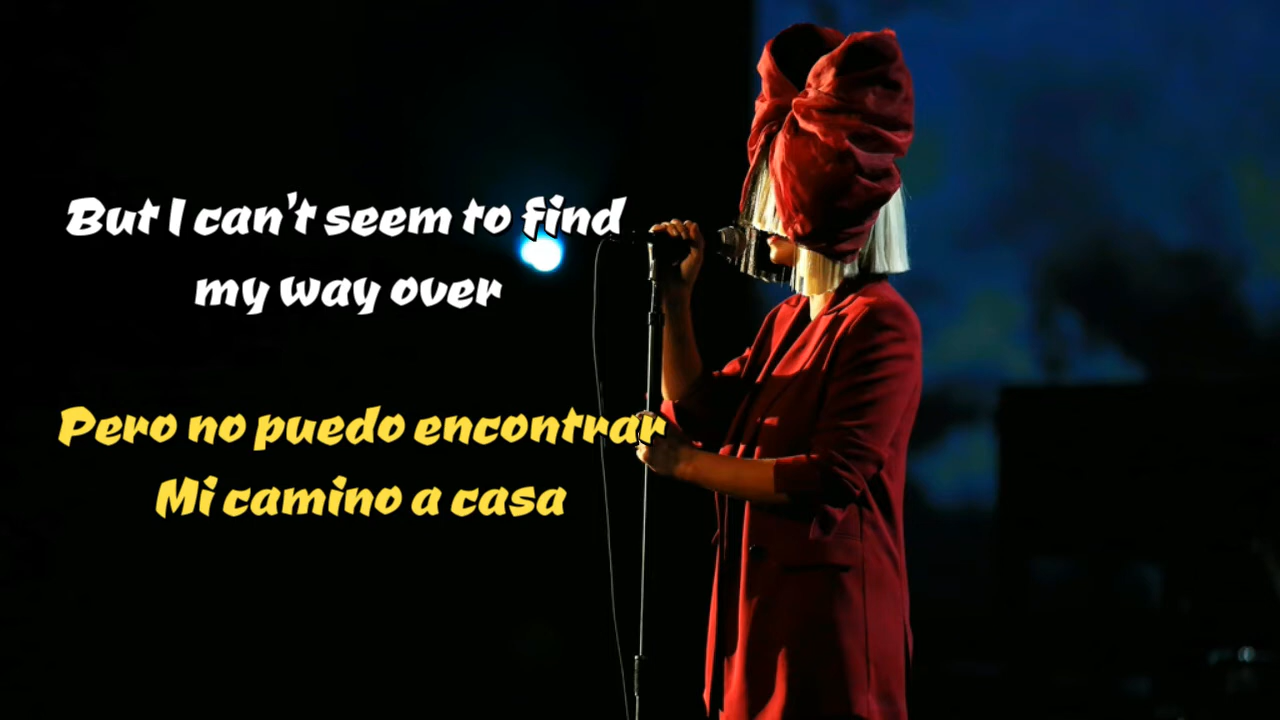 But I can't seem to find
my way over
Pero no puedo encontrar
Mi camino a casa